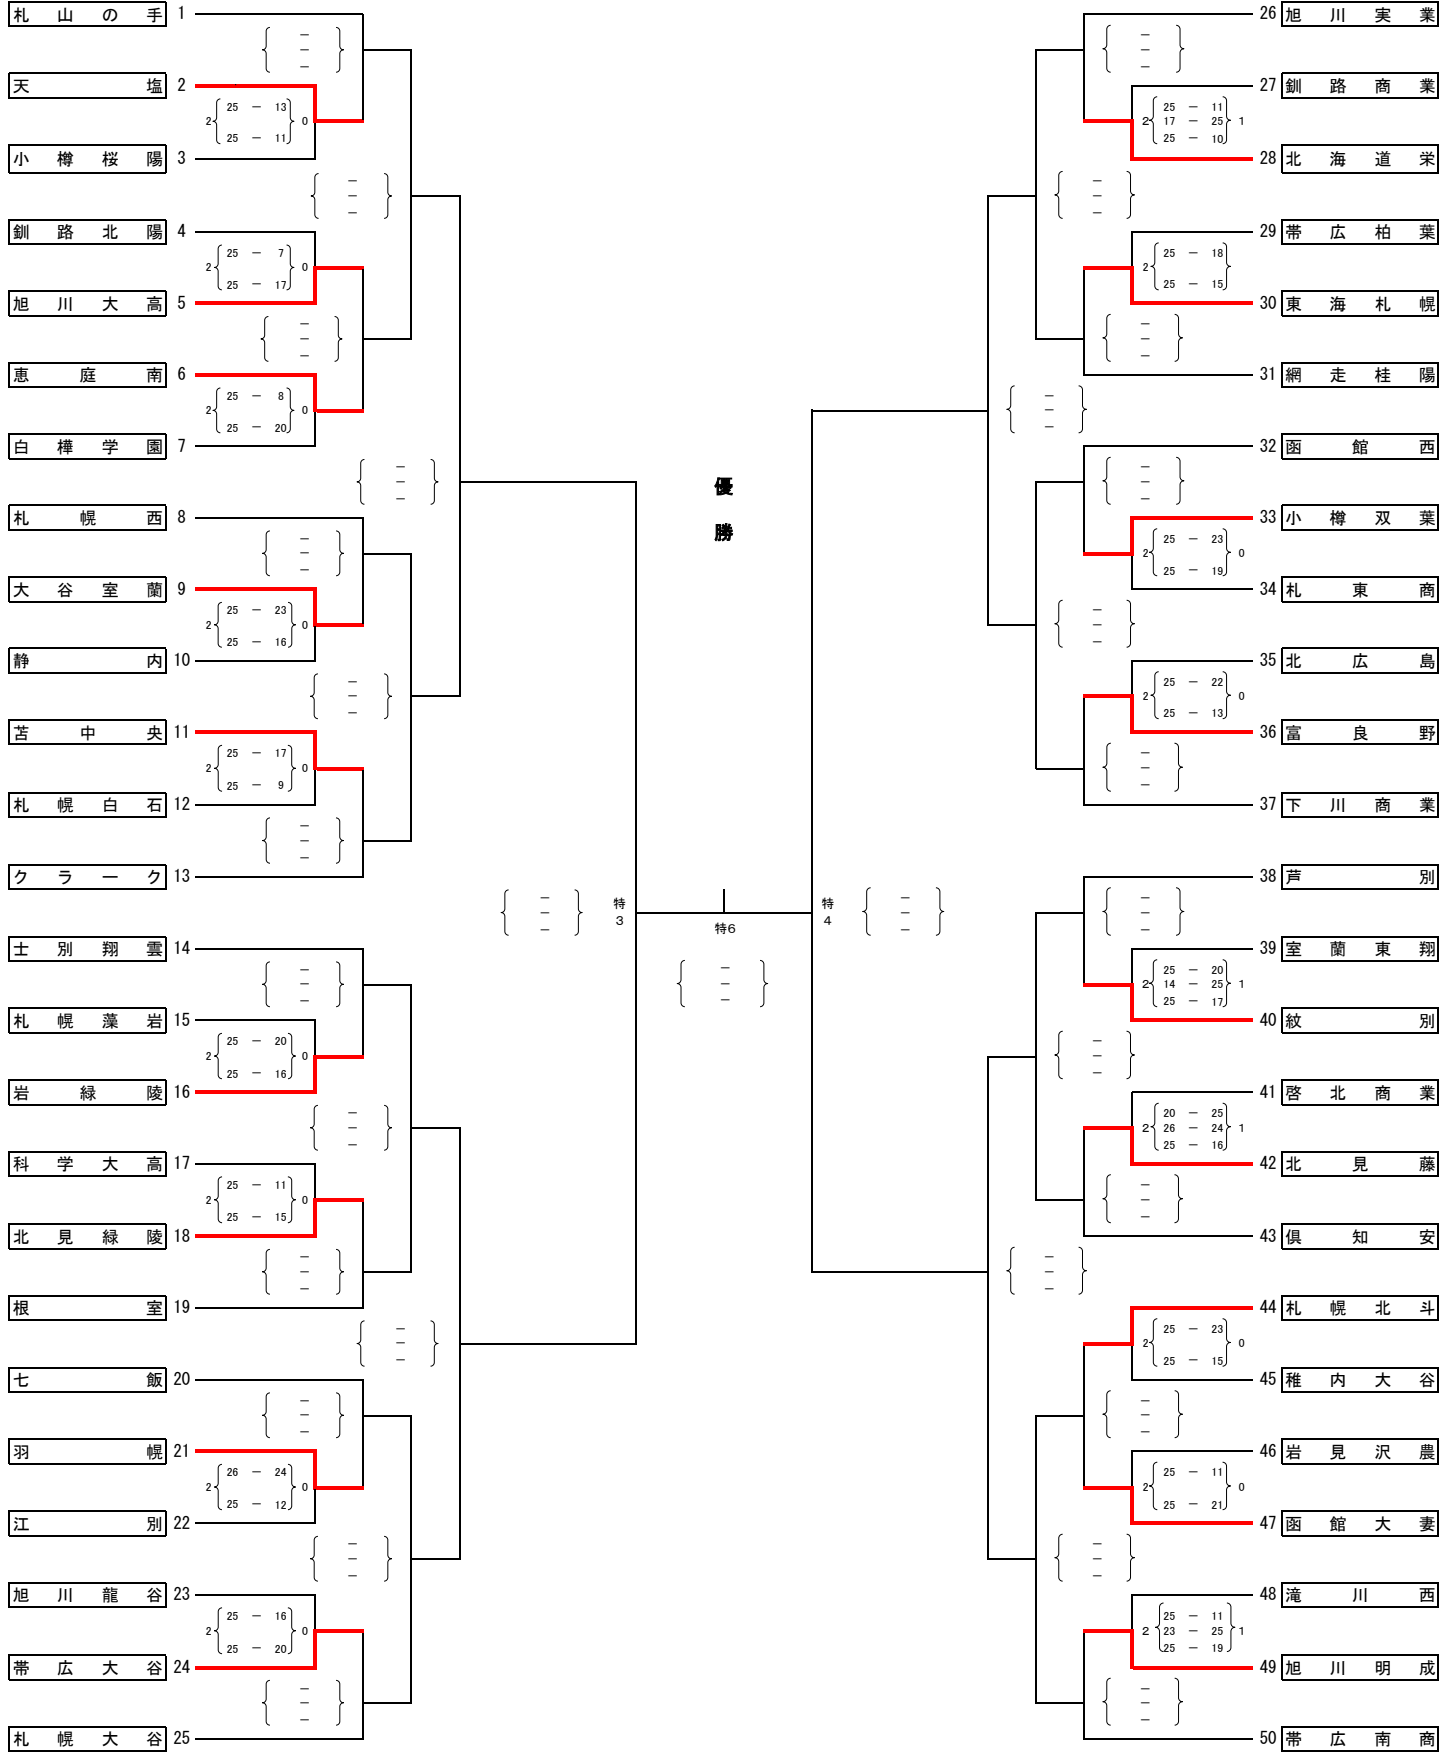 札山の手 1
天塩 2
2 25 － 13 0
25 － 11
小樽桜陽 3
釧路北陽 4
2 25 － 7 0
25 － 17
旭川大高 5
恵庭南 6
2 25 － 8 0
25 － 20
白樺学園 7
札幌西 8
大谷室蘭 9
2 25 － 23 0
25 － 16
静内 10
苫中央 11
2 25 － 17 0
25 － 9
札幌白石 12
クラーク 13
士別翔雲 14
札幌藻岩 15
2 25 － 20 0
25 － 16
岩緑陵 16
科学大高 17
2 25 － 11 0
25 － 15
北見緑陵 18
根室 19
七飯 20
羽幌 21
2 26 － 24 0
25 － 12
江別 22
旭川龍谷 23
2 25 － 16 0
25 － 20
帯広大谷 24
札幌大谷 25
優
勝
特
3
特6
特
4
26 旭川実業
27 釧路商業
25 － 11
2 17 － 25 1
25 － 10
28 北海道栄
29 帯広柏葉
2 25 － 18
25 － 15
30 東海札幌
31 網走桂陽
32 函館西
33 小樽双葉
2 25 － 23 0
25 － 19
34 札東商
35 北広島
2 25 － 22 0
25 － 13
36 富良野
37 下川商業
38 芦別
39 室蘭東翔
25 － 20
2 14 － 25 1
25 － 17
40 紋別
41 啓北商業
20 － 25
2 26 － 24 1
25 － 16
42 北見藤
43 倶知安
44 札幌北斗
2 25 － 23 0
25 － 15
45 稚内大谷
46 岩見沢農
2 25 － 11 0
25 － 21
47 函館大妻
48 滝川西
25 － 11
2 23 － 25 1
25 － 19
49 旭川明成
50 帯広南商